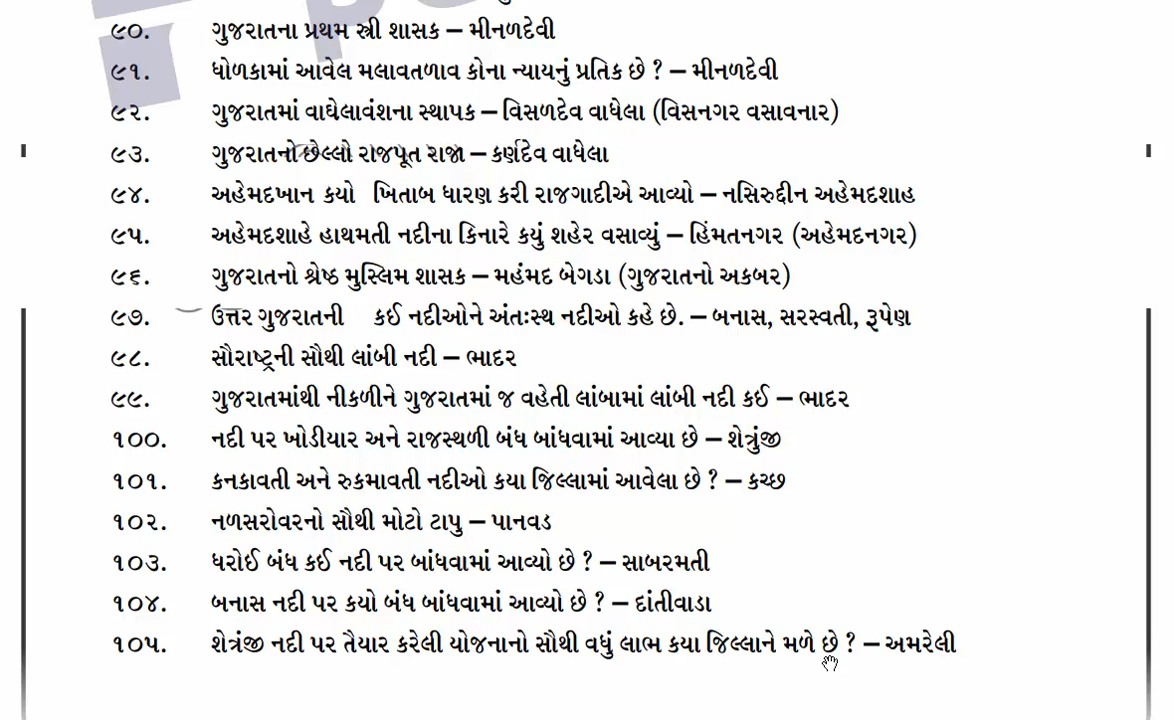 ૯૦. ગુજરાતના પ્રથમ સ્ત્રી શાસક – મીનળદેવી
૯૧. ધોળકામાં આવેલ મલાવતળાવ કોના ન્યાયનું પ્રતિક છે ? – મીનળદેવી
૯૨. ગુજરાતમાં વાઘેલાવંશના સ્થાપક – વિસળદેવ વાઘેલા (વિસનગર વસાવનાર)
૯૩. ગુજરાતનો છેલ્લો રાજપૂત રાજા – કર્ણદેવ વાઘેલા
૯૪. અહેમદખાન કયો ખિતાબ ધારણ કરી રાજગાદીએ આવ્યો – નસિરુદ્દીન અહેમદશાહ
૯૫. અહેમદશાહે હાથમતી નદીના કિનારે કયું શહેર વસાવ્યું – હિંમતનગર (અહેમદનગર)
૯૬. ગુજરાતનો શ્રેષ્ઠ મુસ્લિમ શાસક – મહંમદ બેગડા (ગુજરાતનો અકબર)
૯૭. ઉત્તર ગુજરાતની કઈ નદીઓને અંતઃસ્થ નદીઓ કહે છે. – બનાસ, સરસ્વતી, રૂપેણ
૯૮. સૌરાષ્ટ્રની સૌથી લાંબી નદી – ભાદર
૯૯. ગુજરાતમાંથી નીકળીને ગુજરાતમાં જ વહેતી લાંબામાં લાંબી નદી કઈ – ભાદર
૧૦૦. નદી પર ખોડીયાર અને રાજસ્થળી બંધ બાંધવામાં આવ્યા છે – શેત્રુંજી
૧૦૧. કનકાવતી અને રુકમાવતી નદીઓ કયા જિલ્લામાં આવેલા છે ? – કચ્છ
૧૦૨. નળસરોવરનો સૌથી મોટો ટાપુ – પાનવડ
૧૦૩. ધરોઈ બંધ કઈ નદી પર બાંધવામાં આવ્યો છે ? – સાબરમતી
૧૦૪. બનાસ નદી પર કયો બંધ બાંધવામાં આવ્યો છે ? – દાંતીવાડા
૧૦૫. શેત્રંજી નદી પર તૈયાર કરેલી યોજનાનો સૌથી વધું લાભ કયા જિલ્લાને મળે છે ? – અમરેલી